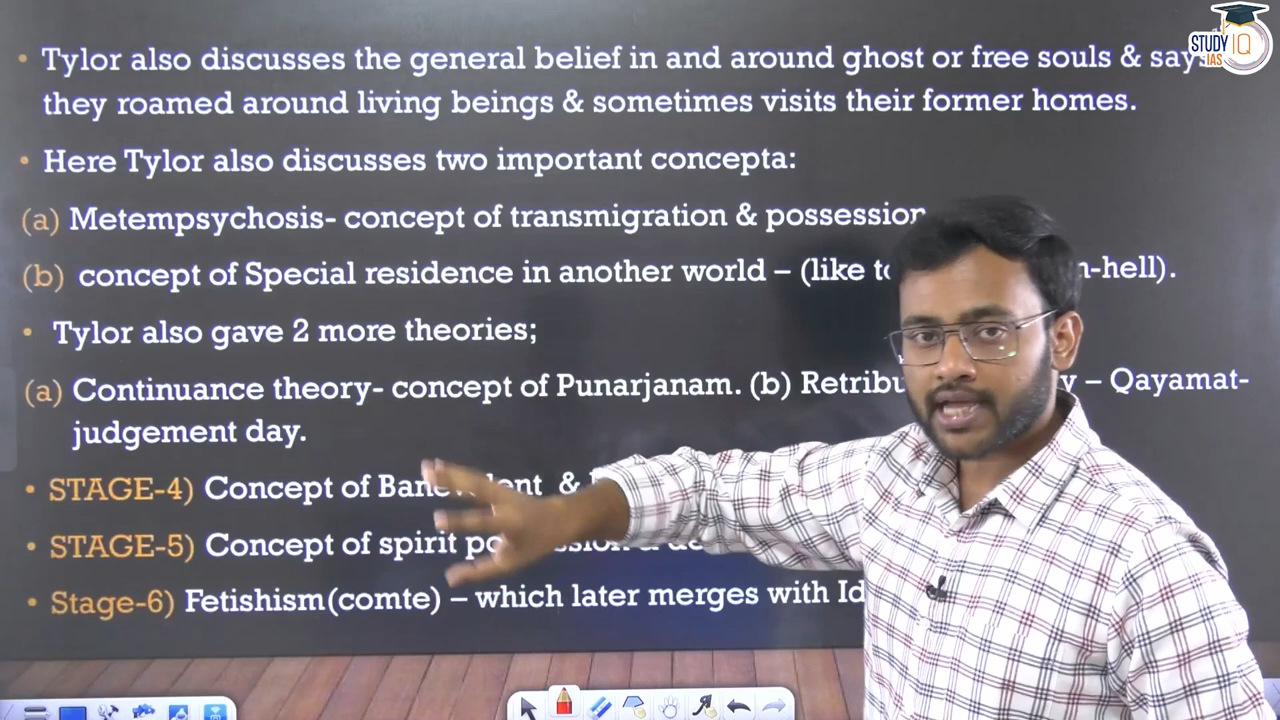 STUDY IQ
IAS
• Tylor also discusses the general belief in and around ghost or free souls & says
they roamed around living beings & sometimes visits their former homes.
• Here Tylor also discusses two important concepta:
(a) Metempsychosis- concept of transmigration & possession
(b) concept of Special residence in another world – (like hell).
• Tylor also gave 2 more theories;
(a) Continuance theory- concept of Punarjanam. (b) – Qayamat-
judgement day.
• STAGE-4) Concept of &
• STAGE-5) Concept of spirit
• Stage-6) Fetishism(comte) – which later merges with